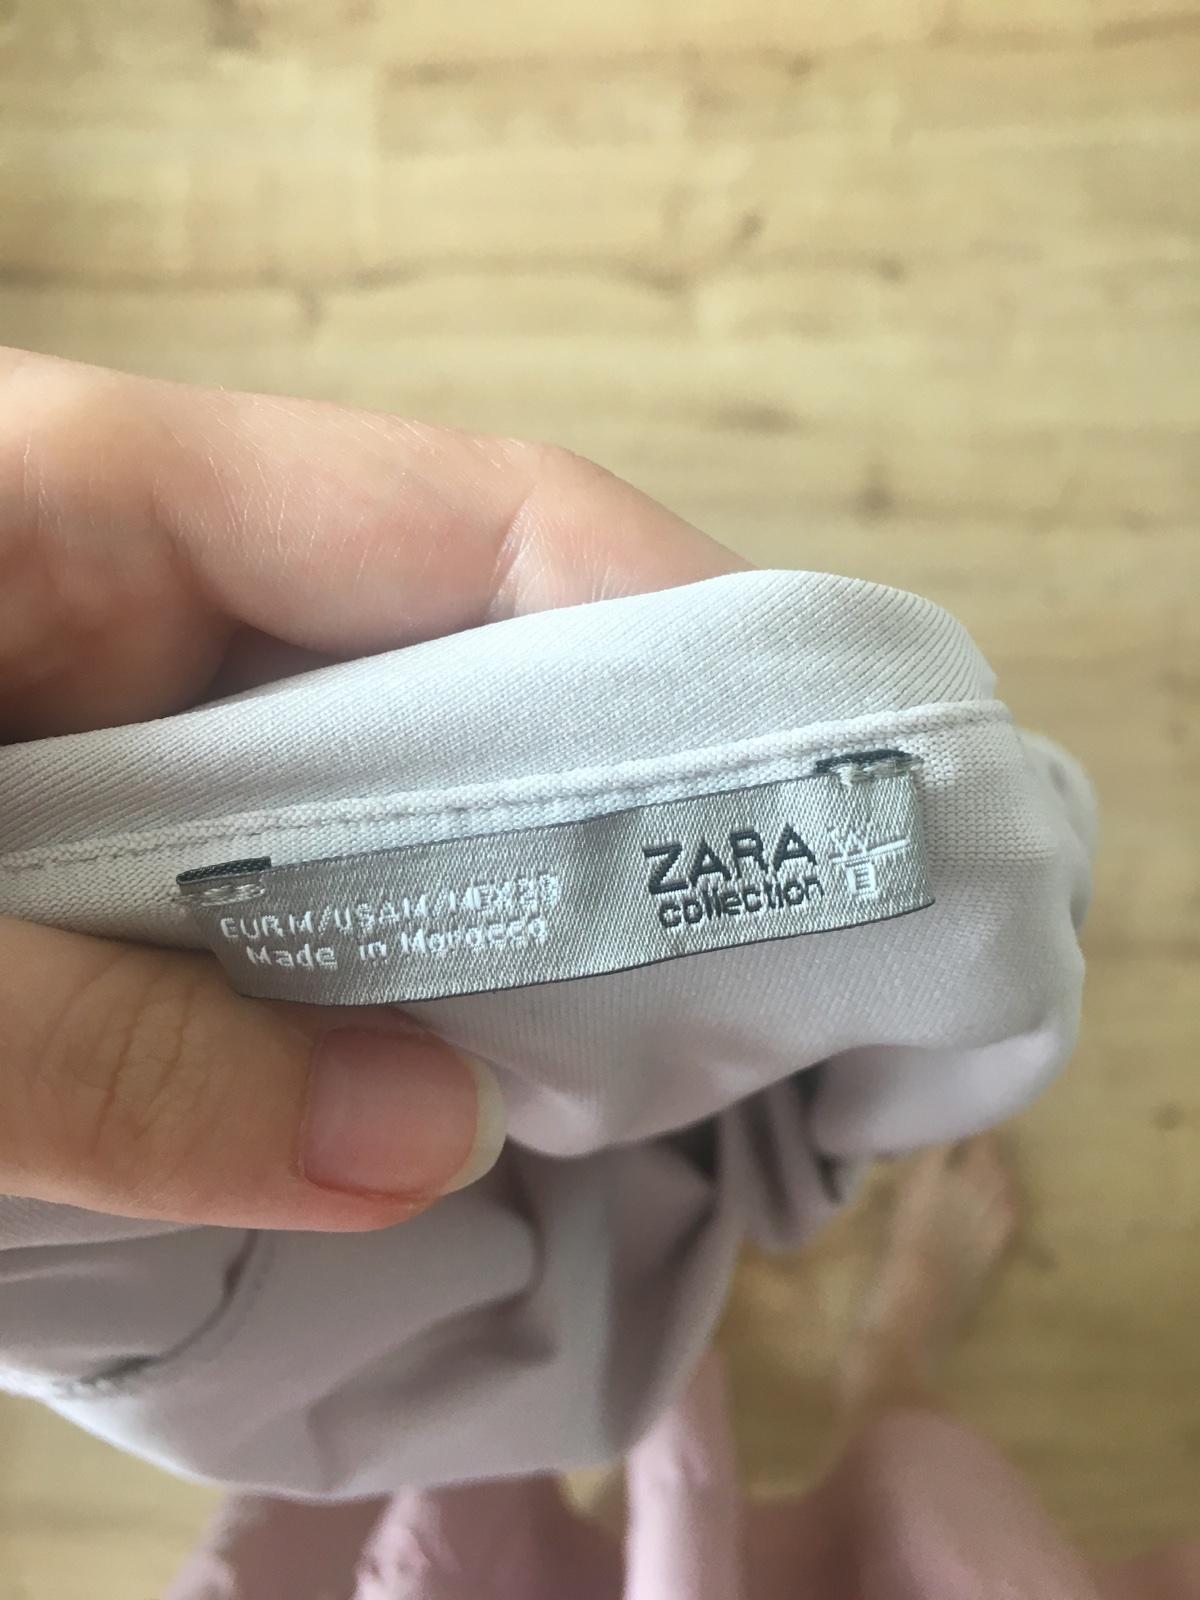 EUR M/USA M/MEX 28
Made in Morocco
ZARA
collection
W
E